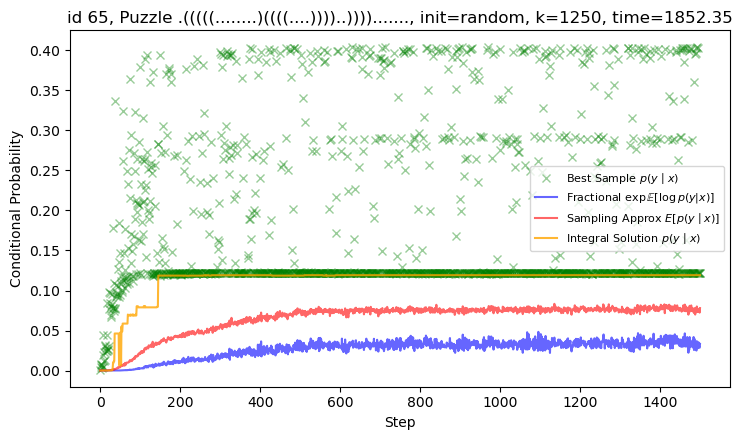 id 65, Puzzle .(((((........)((((....))))..))))......., init=random, k=1250, time=1852.35
Conditional Probability
0.40
0.35
0.30
0.25
0.20
0.15
0.10
0.05
0.00
Best Sample p(y | x)
Fractional exp 𝔼[log p(y|x)]
Sampling Approx E[p(y | x)]
Integral Solution p(y | x)
0 200 400 600 800 1000 1200 1400
Step